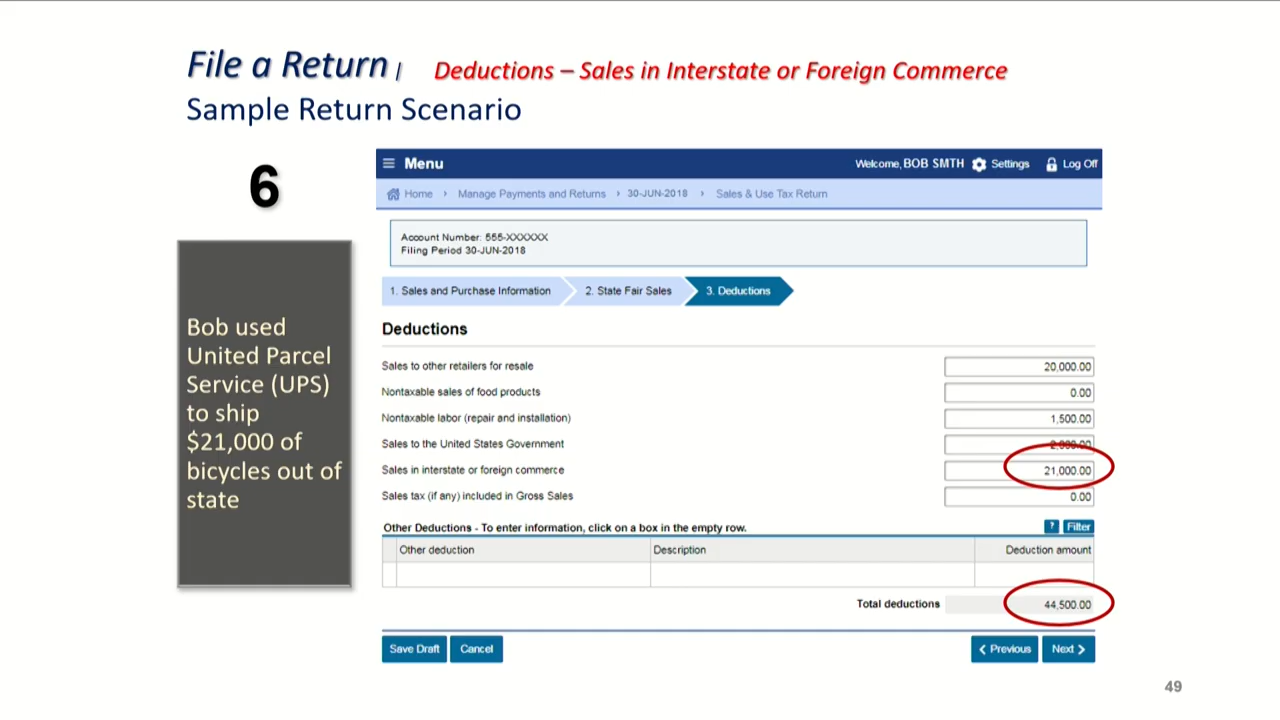 File a Return | Deductions – Sales in Interstate or Foreign Commerce
Sample Return Scenario
6
Bob used
United Parcel
Service (UPS)
to ship
$21,000 of
bicycles out of
state
Menu
Welcome, BOB SMTH Settings Log Off
Home › Manage Payments and Returns › 30-JUN-2018 › Sales & Use Tax Return
Account Number: 555-XXXXXX
Filing Period 30-JUN-2018
1. Sales and Purchase Information 2. State Fair Sales 3. Deductions
Deductions
Sales to other retailers for resale 20,000.00
Nontaxable sales of food products 0.00
Nontaxable labor (repair and installation) 1,500.00
Sales to the United States Government 2,000.00
Sales in interstate or foreign commerce 21,000.00
Sales tax (if any) included in Gross Sales 0.00
Other Deductions - To enter information, click on a box in the empty row. ? Filter
Other deduction Description Deduction amount
Total deductions 44,500.00
Save Draft Cancel Previous Next
49